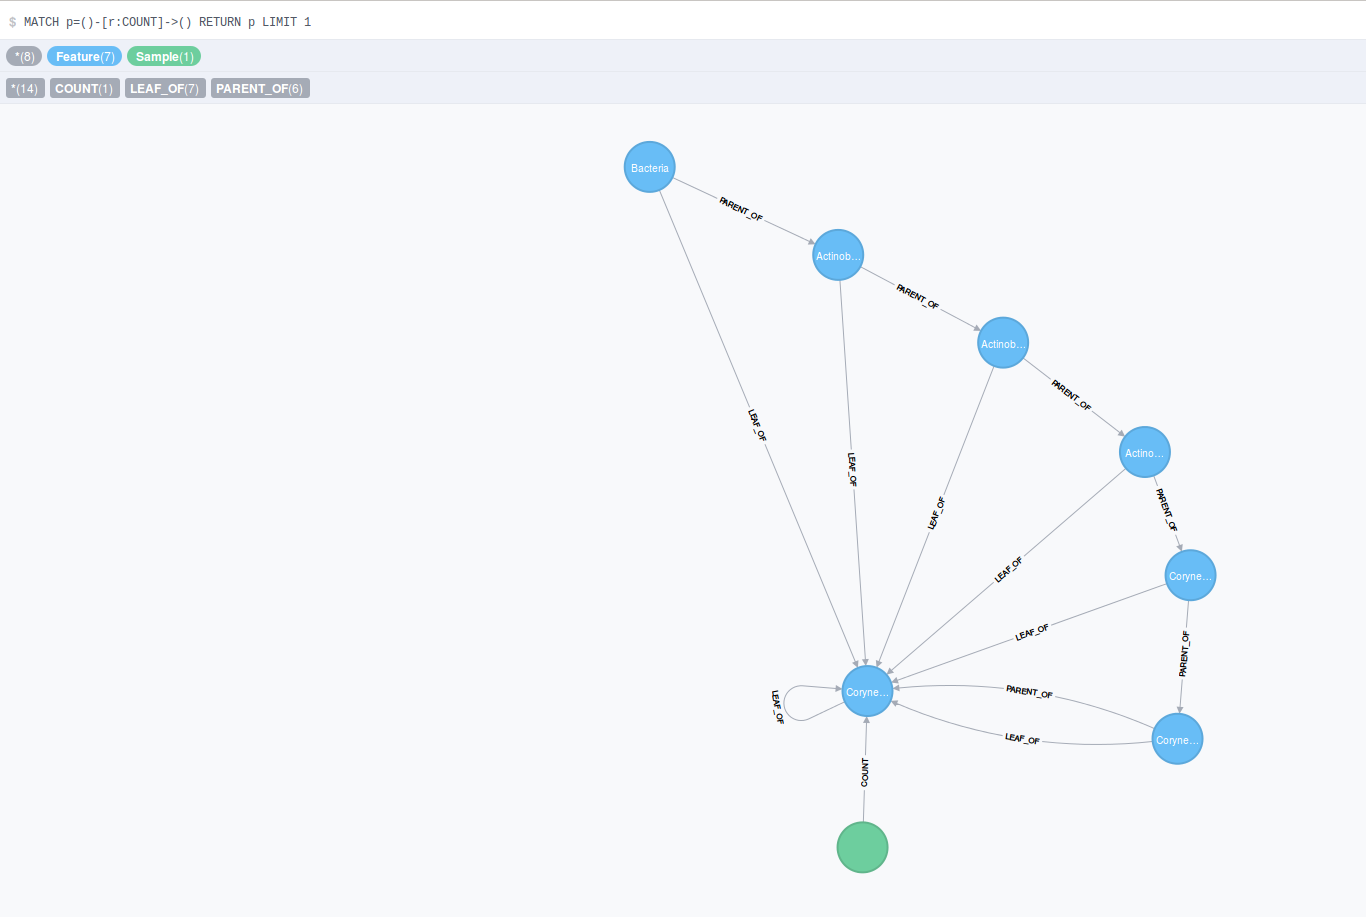 $ MATCH p=()-[r:COUNT]->() RETURN p LIMIT 1
*(8) Feature(7) Sample(1)
*(14) COUNT(1) LEAF_OF(7) PARENT_OF(6)
Bacteria
PARENT_OF
Actinob...
PARENT_OF
Actinob...
PARENT_OF
LEAF_OF
Actino...
LEAF_OF
PARENT_OF
LEAF_OF
LEAF_OF
Coryne...
LEAF_OF
PARENT_OF
Coryne...
PARENT_OF
LEAF_OF
LEAF_OF
Coryne...
COUNT